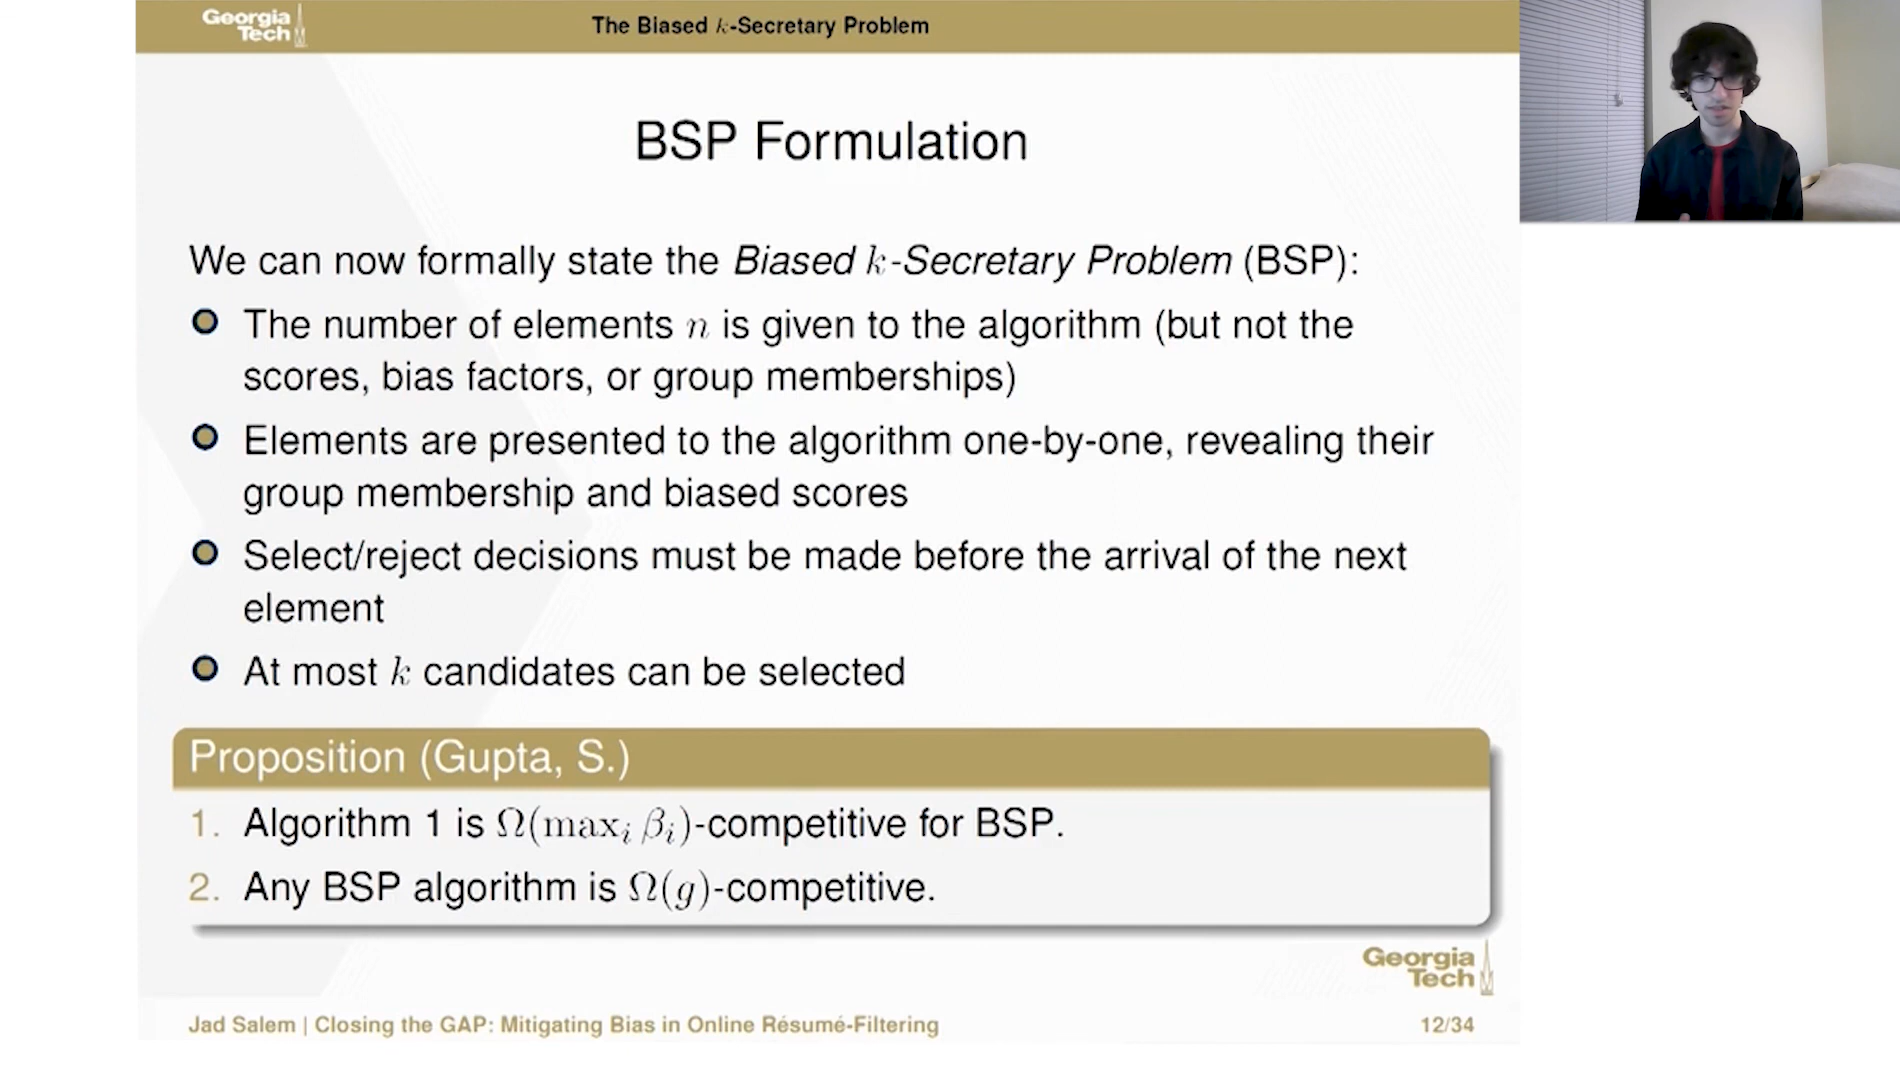 Georgia
Tech
The Biased k-Secretary Problem
BSP Formulation
We can now formally state the Biased k-Secretary Problem (BSP):
The number of elements n is given to the algorithm (but not the
scores, bias factors, or group memberships)
Elements are presented to the algorithm one-by-one, revealing their
group membership and biased scores
Select/reject decisions must be made before the arrival of the next
element
At most k candidates can be selected
Proposition (Gupta, S.)
1. Algorithm 1 is Ω(maxᵢ βᵢ)-competitive for BSP.
2. Any BSP algorithm is Ω(g)-competitive.
Georgia
Tech
Jad Salem | Closing the GAP: Mitigating Bias in Online Résumé-Filtering
12/34